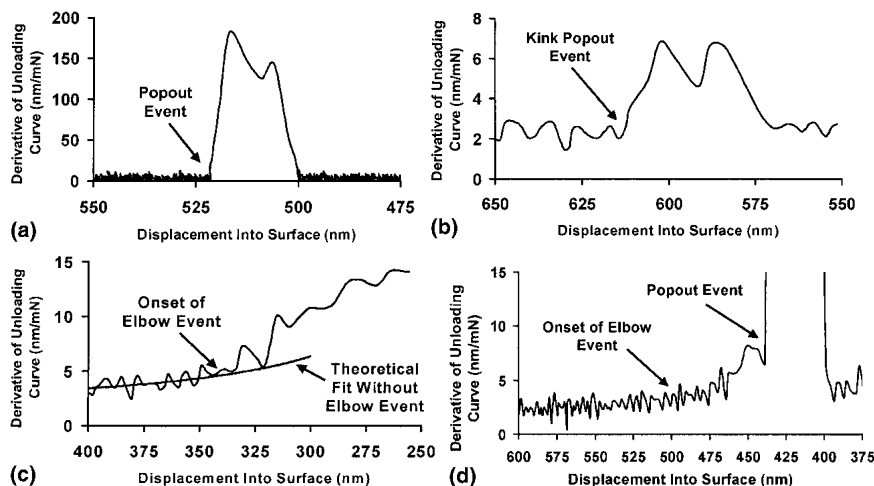 Derivative of Unloading
Curve (nm/mN)
200
150
100
50
0
Popout
Event
550
525
500
475
(a)
Displacement Into Surface (nm)
Derivative of Unloading
Curve (nm/mN)
8
6
4
2
0
Kink Popout
Event
650
625
600
575
550
(b)
Displacement Into Surface (nm)
Derivative of Unloading
Curve (nm/mN)
15
10
5
0
Onset of
Elbow Event
Theoretical
Fit Without
Elbow Event
400
375
350
325
300
275
250
(c)
Displacement Into Surface (nm)
Derivative of Unloading
Curve (nm/mN)
15
10
5
0
Popout Event
Onset of Elbow
Event
600
575
550
525
500
475
450
425
400
375
Displacement Into Surface (nm)
(d)